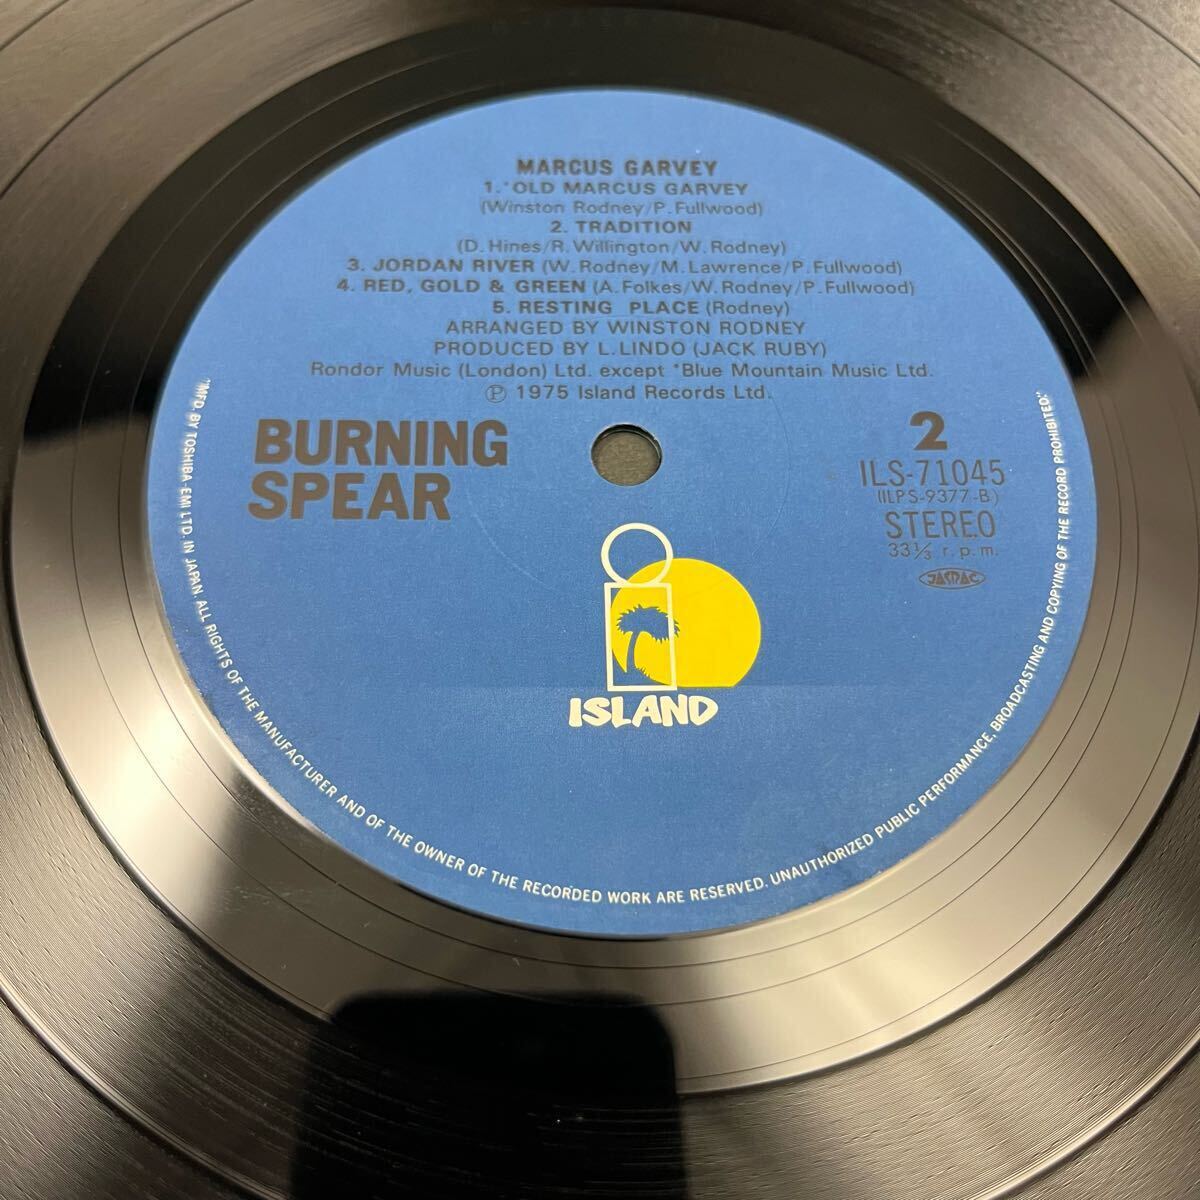 MARCUS GARVEY
1.*OLD MARCUS GARVEY
(Winston Rodney/P. Fullwood)
2. TRADITION
(D. Hines/R. Willington/W. Rodney)
3. JORDAN RIVER (W. Rodney/M. Lawrence/P. Fullwood)
4. RED, GOLD & GREEN (A. Folkes/W. Rodney/P. Fullwood)
5. RESTING PLACE (Rodney)
ARRANGED BY WINSTON RODNEY
PRODUCED BY L. LINDO (JACK RUBY)
Rondor Music (London) Ltd. except *Blue Mountain Music Ltd.
Ⓟ 1975 Island Records Ltd.
BURNING
SPEAR
2
ILS-71045
(ILPS-9377-B)
STEREO
33⅓ r.p.m.
JASRAC
ISLAND
"MFD. BY TOSHIBA-EMI LTD. IN JAPAN. ALL RIGHTS OF THE MANUFACTURER AND OF THE OWNER OF THE RECORDED WORK ARE RESERVED. UNAUTHORIZED PUBLIC PERFORMANCE, BROADCASTING AND COPYING OF THE RECORD PROHIBITED."